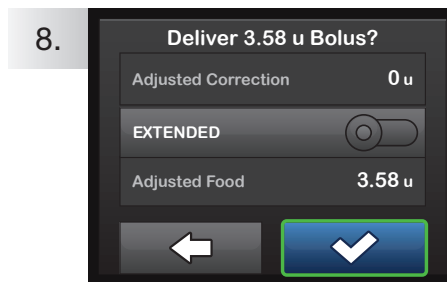 8.
Deliver 3.58 u Bolus?
Adjusted Correction 0 u
EXTENDED
Adjusted Food 3.58 u